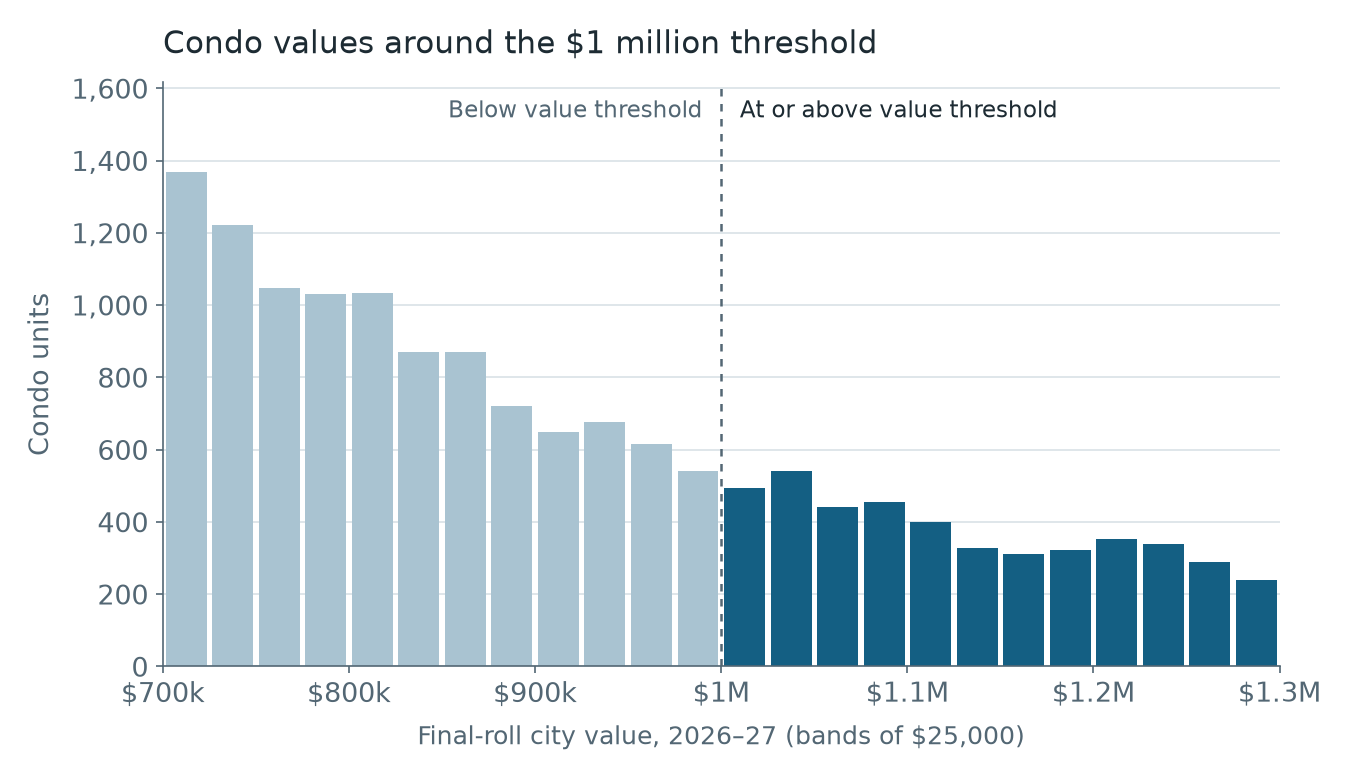 Condo values around the $1 million threshold
Below value threshold
At or above value threshold
1,600
1,400
1,200
1,000
800
600
400
200
0
Condo units
$700k
$800k
$900k
$1M
$1.1M
$1.2M
$1.3M
Final-roll city value, 2026–27 (bands of $25,000)